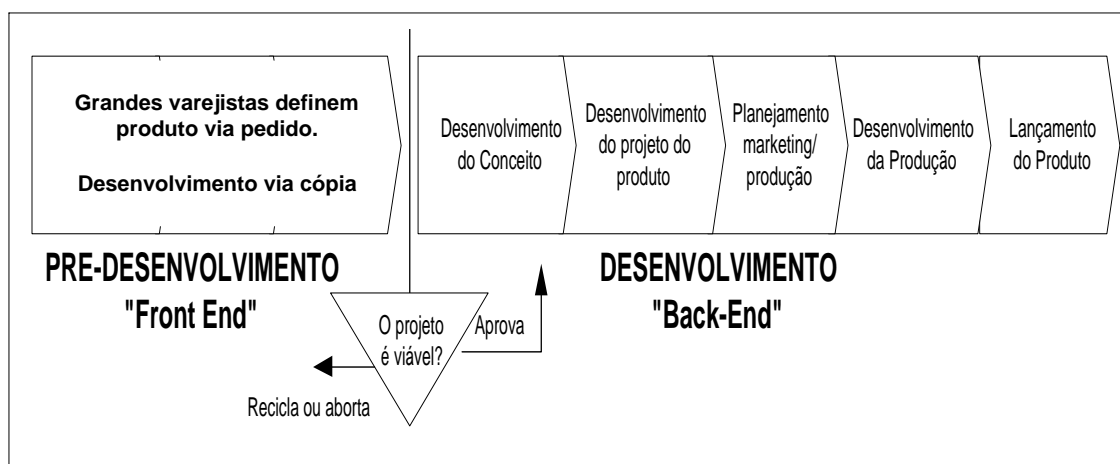 Grandes varejistas definem
produto via pedido.
Desenvolvimento via cópia
Desenvolvimento
do Conceito
Desenvolvimento
do projeto do
produto
Planejamento
marketing/
produção
Desenvolvimento
da Produção
Lançamento
do Produto
PRE-DESENVOLVIMENTO
"Front End"
DESENVOLVIMENTO
"Back-End"
O projeto
é viável?
Aprova
Recicla ou aborta